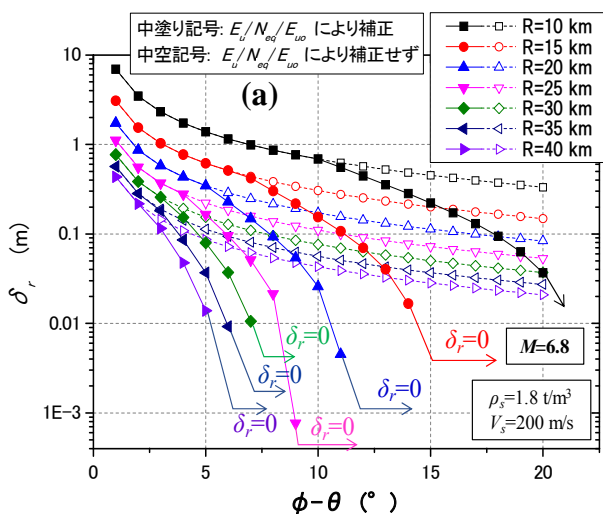 中塗り記号: Eu/Neq/Euo により補正
中空記号: Eu/Neq/Euo により補正せず
(a)
R=10 km
R=15 km
R=20 km
R=25 km
R=30 km
R=35 km
R=40 km
10
1
0.1
0.01
1E−3
δr (m)
δr=0
δr=0
δr=0
δr=0
δr=0
δr=0
M=6.8
ρs=1.8 t/m³
Vs=200 m/s
0 5 10 15 20
φ−θ (°)